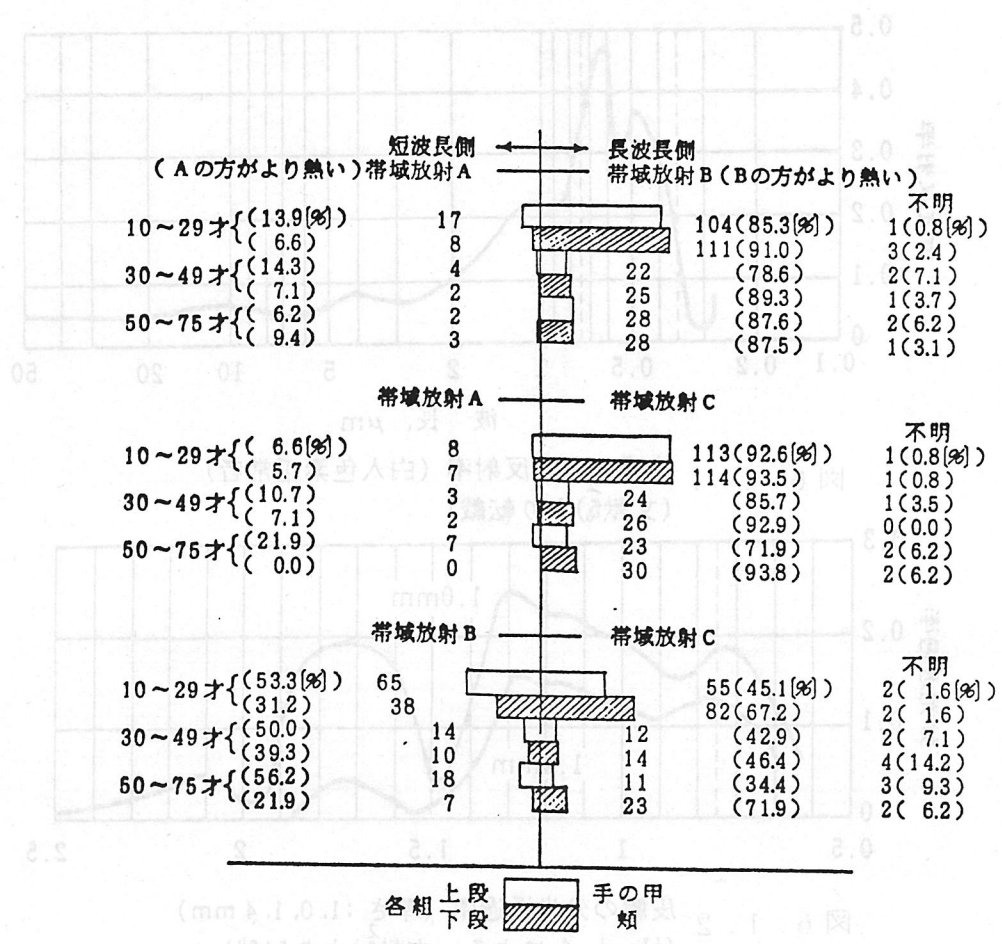 短波長側 長波長側
(Aの方がより熱い)帯域放射A 帯域放射B(Bの方がより熱い)
不明
10～29才{(13.9[%]) 17 104(85.3[%]) 1(0.8[%])
( 6.6) 8 111(91.0) 3(2.4)
30～49才{(14.3) 4 22 (78.6) 2(7.1)
( 7.1) 2 25 (89.3) 1(3.7)
50～75才{( 6.2) 2 28 (87.6) 2(6.2)
( 9.4) 3 28 (87.5) 1(3.1)
帯域放射A 帯域放射C
不明
10～29才{( 6.6[%]) 8 113(92.6[%]) 1(0.8[%])
( 5.7) 7 114(93.5) 1(0.8)
30～49才{(10.7) 3 24 (85.7) 1(3.5)
( 7.1) 2 26 (92.9) 0(0.0)
50～75才{(21.9) 7 23 (71.9) 2(6.2)
( 0.0) 0 30 (93.8) 2(6.2)
帯域放射B 帯域放射C
不明
10～29才{(53.3[%]) 65 55(45.1[%]) 2( 1.6[%])
(31.2) 38 82(67.2) 2( 1.6)
30～49才{(50.0) 14 12 (42.9) 2( 7.1)
(39.3) 10 14 (46.4) 4(14.2)
50～75才{(56.2) 18 11 (34.4) 3( 9.3)
(21.9) 7 23 (71.9) 2( 6.2)
各組 上段 手の甲
下段 頬